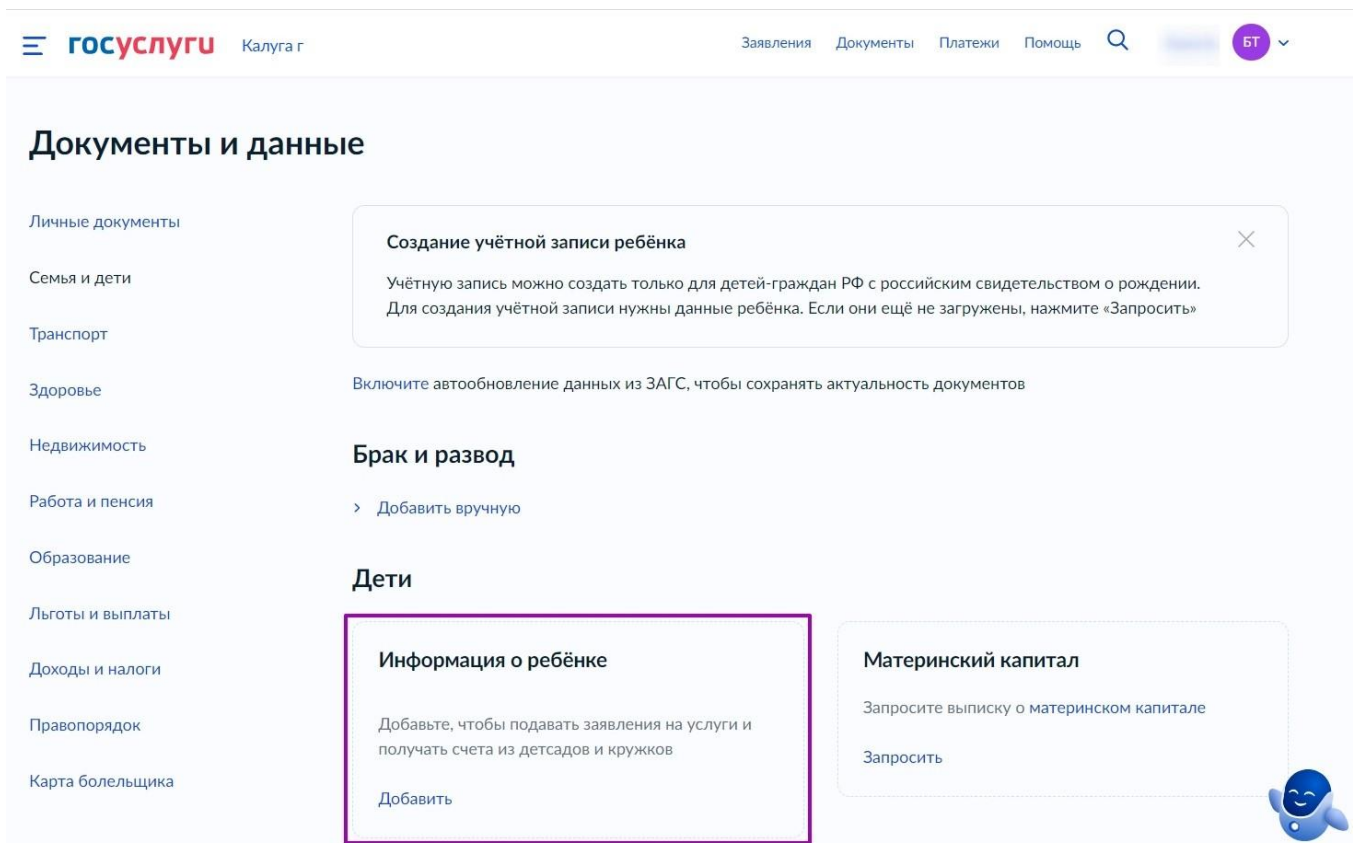 госуслуги Калуга г Заявления Документы Платежи Помощь БТ
Документы и данные
Личные документы
Семья и дети
Транспорт
Здоровье
Недвижимость
Работа и пенсия
Образование
Льготы и выплаты
Доходы и налоги
Правопорядок
Карта болельщика
Создание учётной записи ребёнка
Учётную запись можно создать только для детей-граждан РФ с российским свидетельством о рождении.
Для создания учётной записи нужны данные ребёнка. Если они ещё не загружены, нажмите «Запросить»
Включите автообновление данных из ЗАГС, чтобы сохранять актуальность документов
Брак и развод
Добавить вручную
Дети
Информация о ребёнке
Добавьте, чтобы подавать заявления на услуги и
получать счета из детсадов и кружков
Добавить
Материнский капитал
Запросите выписку о материнском капитале
Запросить